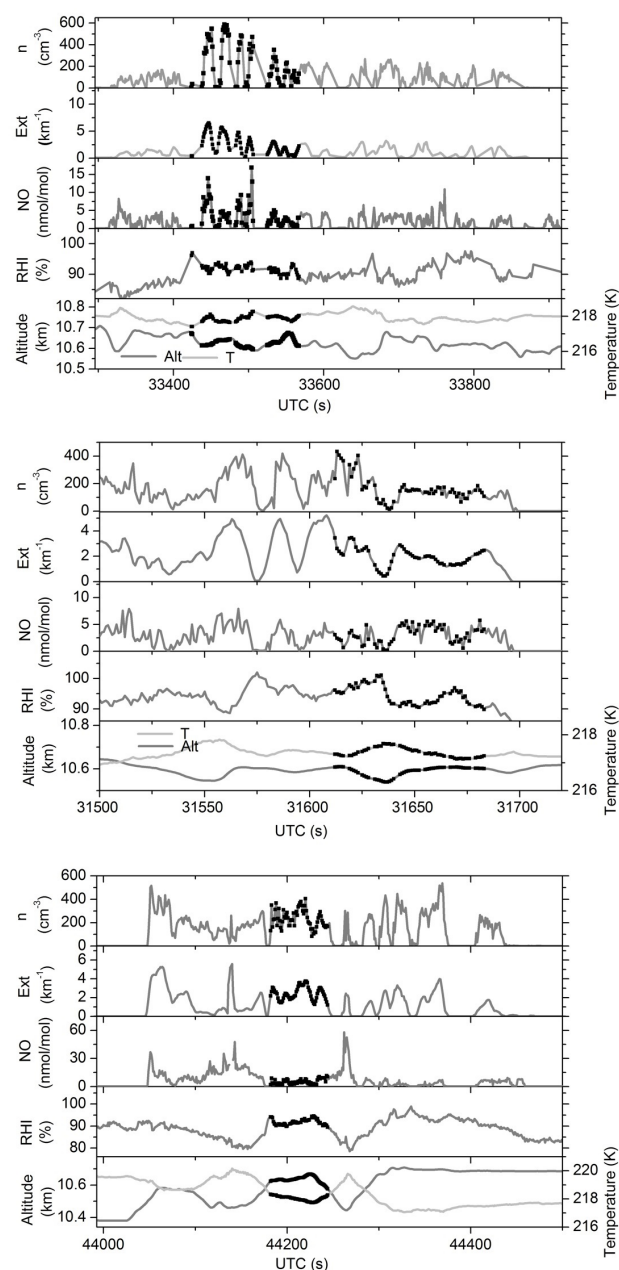 n (cm-3)
600
400
200
0
Ext (km-1)
10
5
0
NO (nmol/mol)
15
10
5
0
RHI (%)
100
90
Altitude (km)
10.8
10.7
10.6
10.5
218
216
Temperature (K)
Alt T
33400 33600 33800
UTC (s)
n (cm-3)
400
200
0
Ext (km-1)
4
2
0
NO (nmol/mol)
10
5
0
RHI (%)
100
90
Altitude (km)
10.8
10.6
218
216
Temperature (K)
T
Alt
31500 31550 31600 31650 31700
UTC (s)
n (cm-3)
600
400
200
0
Ext (km-1)
6
4
2
0
NO (nmol/mol)
60
30
0
RHI (%)
100
90
80
Altitude (km)
10.6
10.4
220
218
216
Temperature (K)
44000 44200 44400
UTC (s)